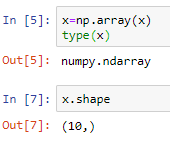 In [5]: x=np.array(x)
type(x)
Out[5]: numpy.ndarray
In [7]: x.shape
Out[7]: (10,)